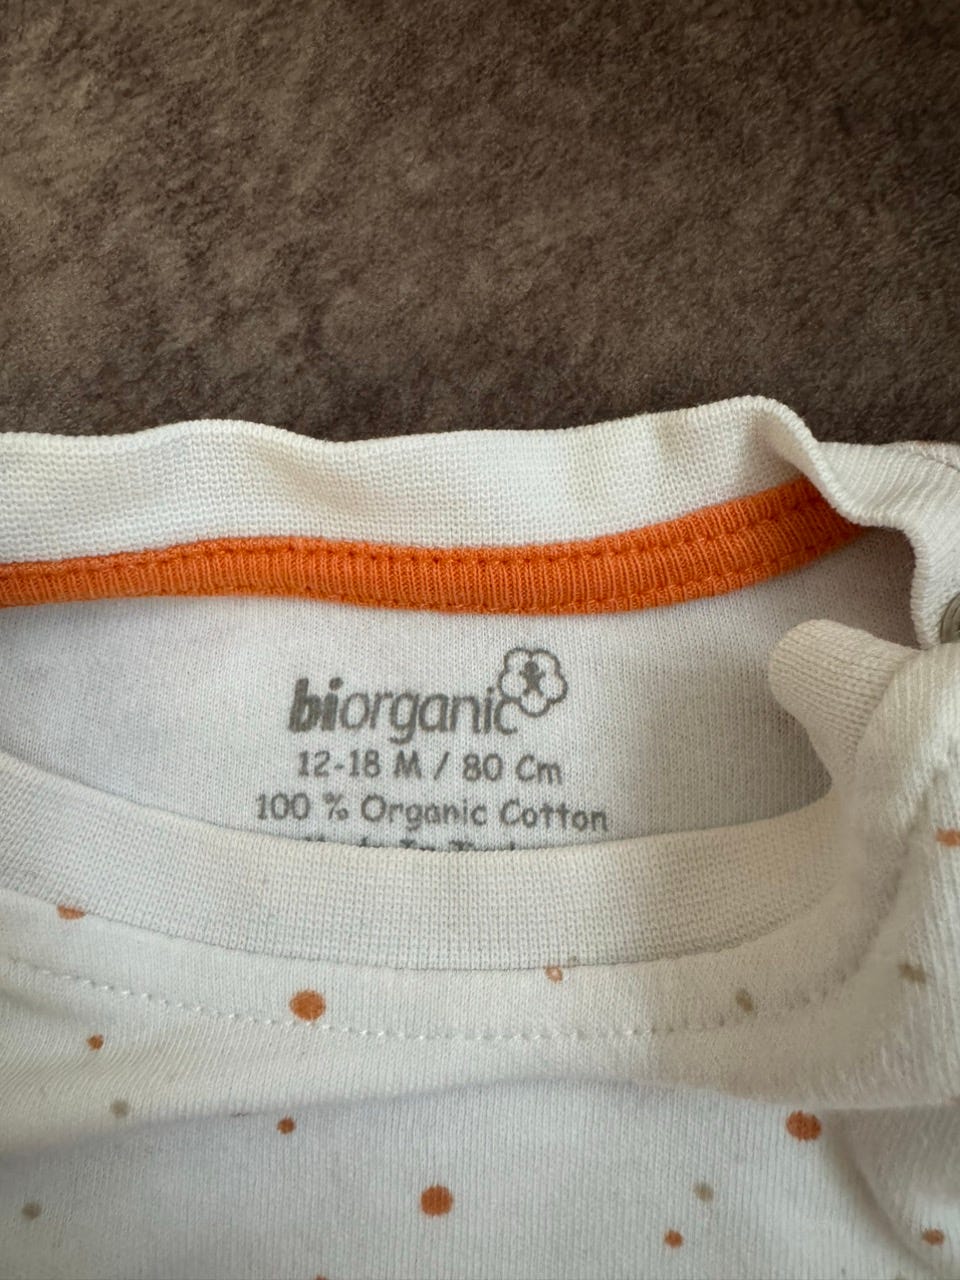 biorganic
12-18 M / 80 Cm
100 % Organic Cotton